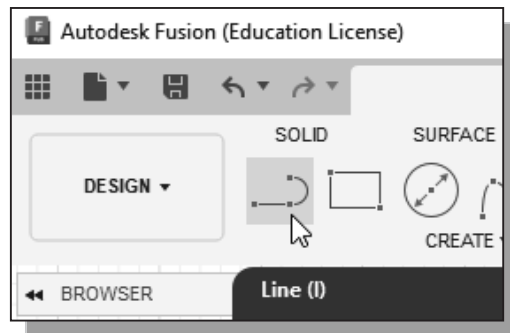 Autodesk Fusion (Education License)
SOLID SURFACE
DESIGN
CREATE
BROWSER
Line (l)